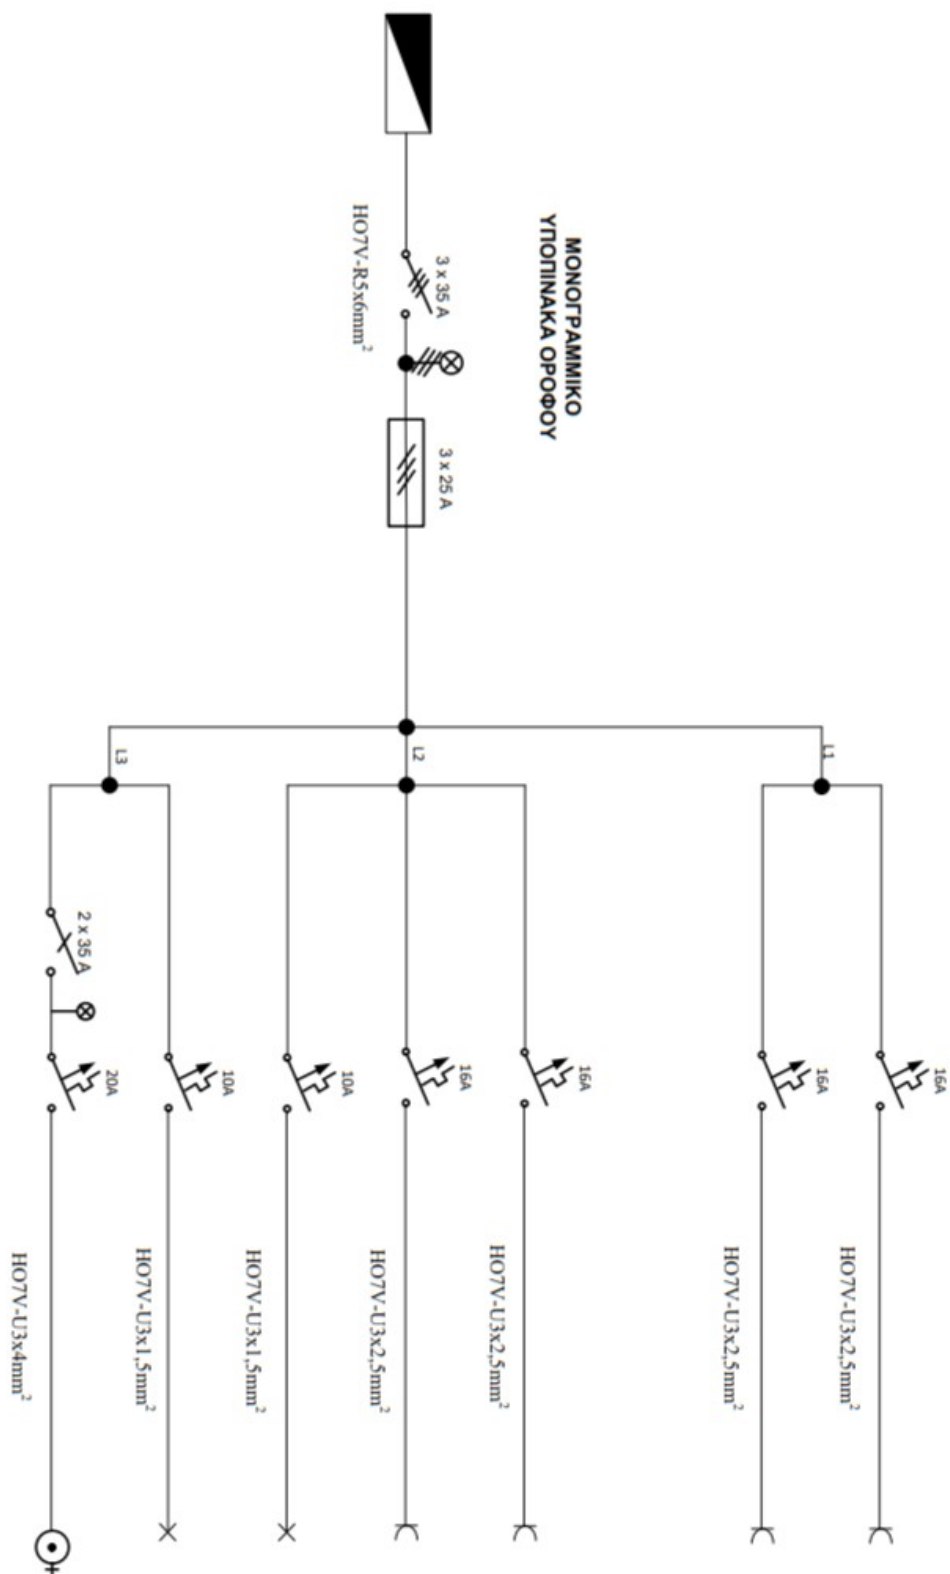 ΜΟΝΟΓΡΑΜΜΙΚΟ
ΥΠΟΠΙΝΑΚΑ ΟΡΟΦΟΥ
3 x 35 A
HO7V-R5x6mm²
3 x 25 A
L1
L2
L3
2 x 35 A
16A
16A
16A
16A
10A
10A
20A
HO7V-U3x2,5mm²
HO7V-U3x2,5mm²
HO7V-U3x2,5mm²
HO7V-U3x2,5mm²
HO7V-U3x1,5mm²
HO7V-U3x1,5mm²
HO7V-U3x4mm²